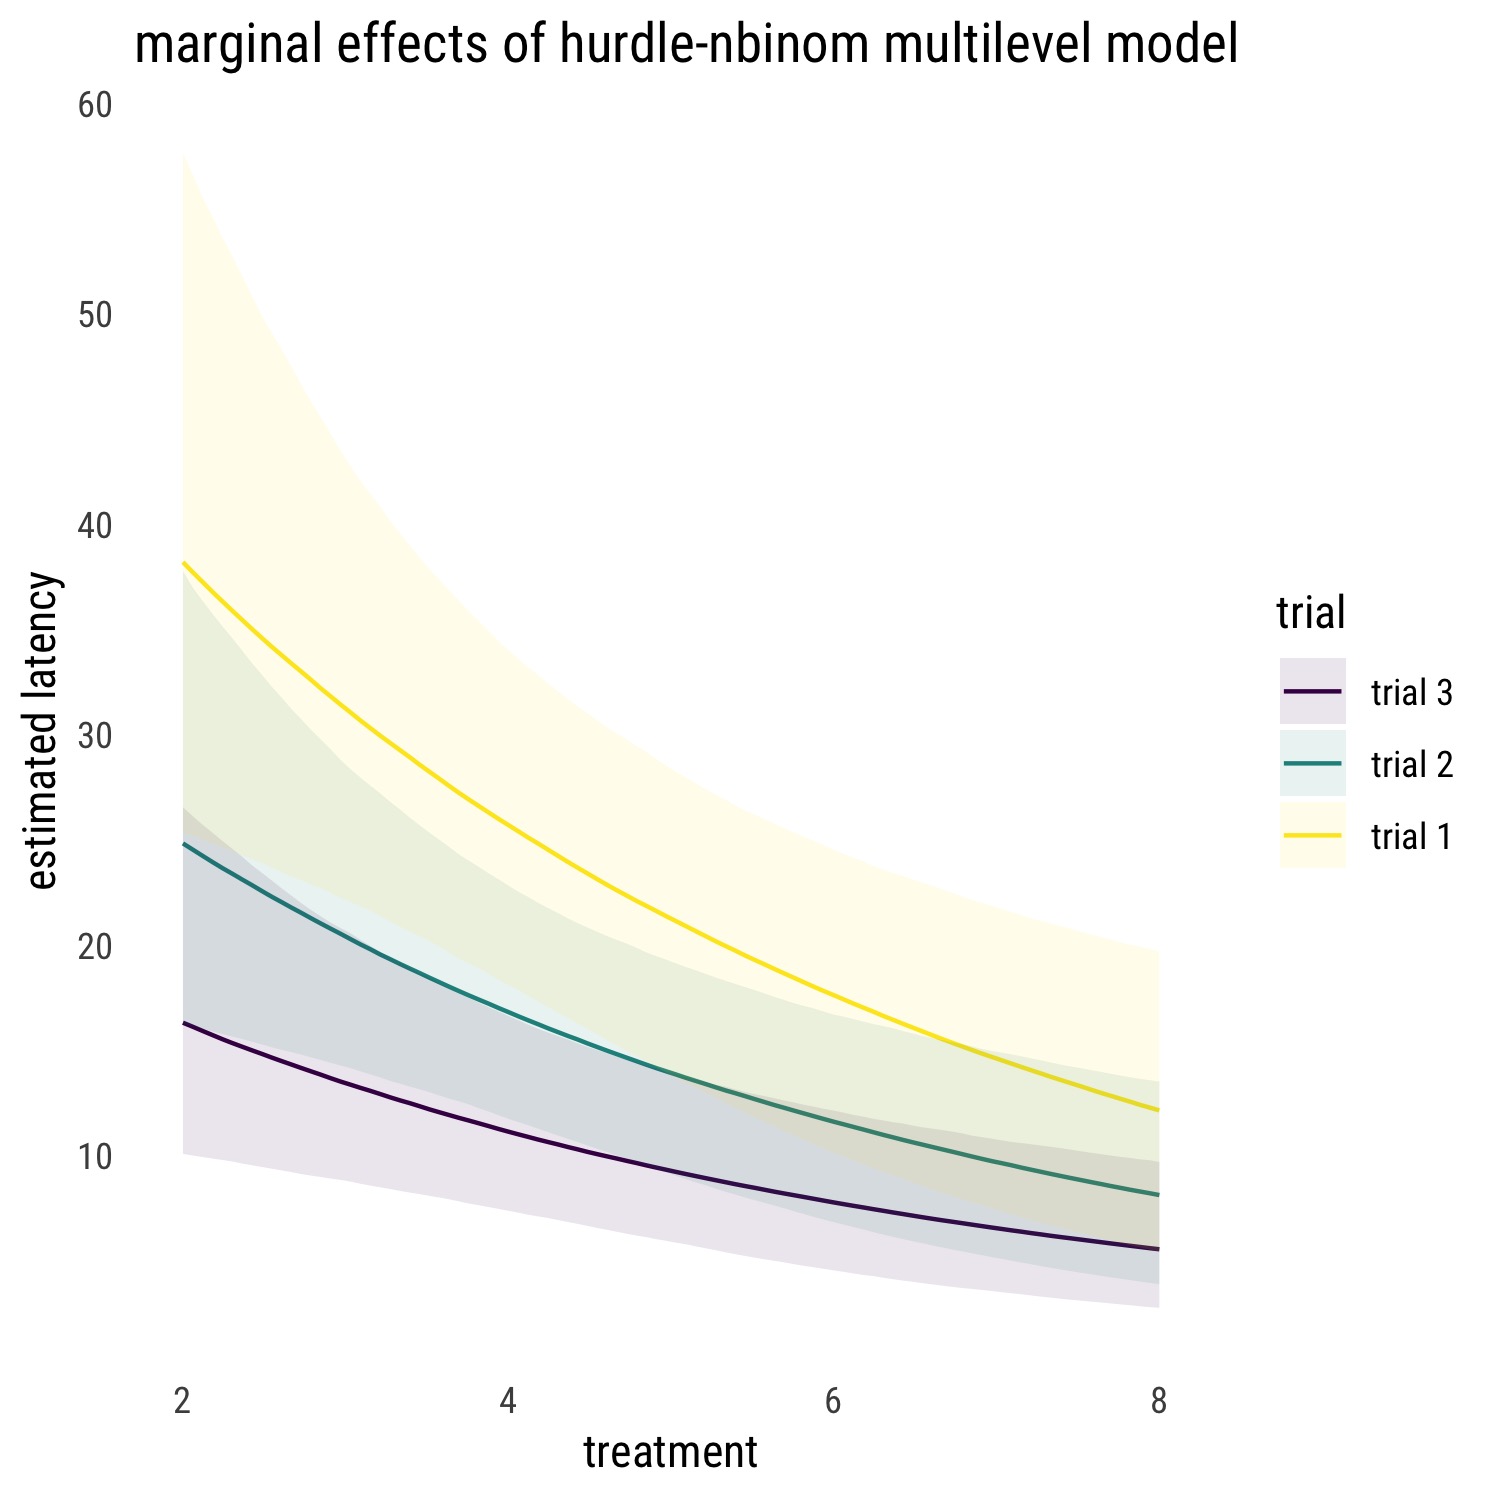 marginal effects of hurdle-nbinom multilevel model
60
50
40
30
20
10
estimated latency
2 4 6 8
treatment
trial
trial 3
trial 2
trial 1